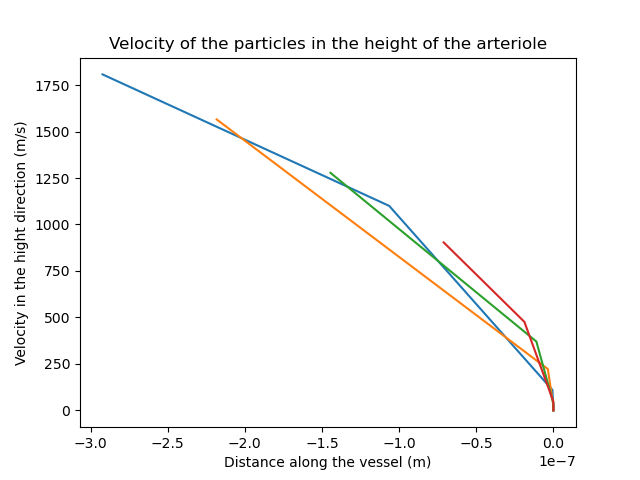 Velocity of the particles in the height of the arteriole
Velocity in the hight direction (m/s)
1750
1500
1250
1000
750
500
250
0
−3.0 −2.5 −2.0 −1.5 −1.0 −0.5 0.0
1e−7
Distance along the vessel (m)